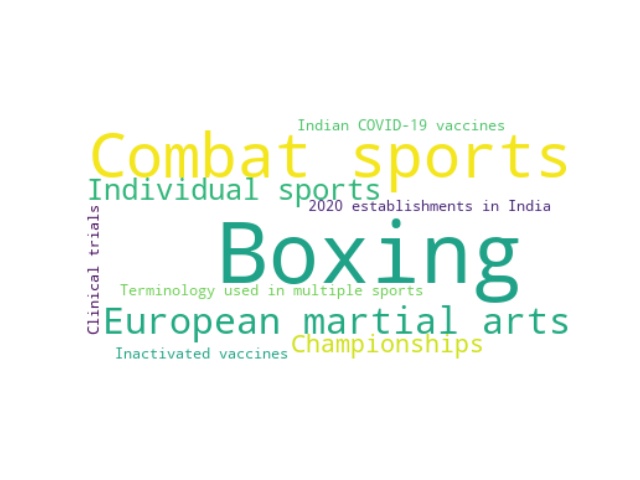 Indian COVID-19 vaccines
Combat sports
Individual sports
2020 establishments in India
Clinical trials
Boxing
Terminology used in multiple sports
European martial arts
Championships
Inactivated vaccines